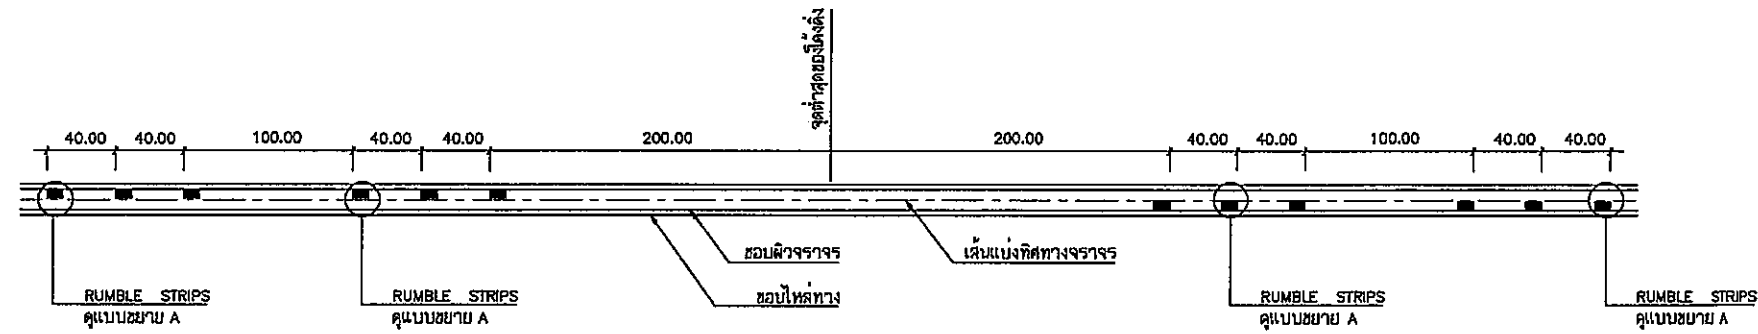 จุดต่ำสุดของโค้งดิ่ง
40.00 40.00 100.00 40.00 40.00 200.00 200.00 40.00 40.00 100.00 40.00 40.00
ขอบผิวจราจร
เส้นแบ่งทิศทางจราจร
ขอบไหล่ทาง
RUMBLE STRIPS
ดูแบบขยาย A
RUMBLE STRIPS
ดูแบบขยาย A
RUMBLE STRIPS
ดูแบบขยาย A
RUMBLE STRIPS
ดูแบบขยาย A